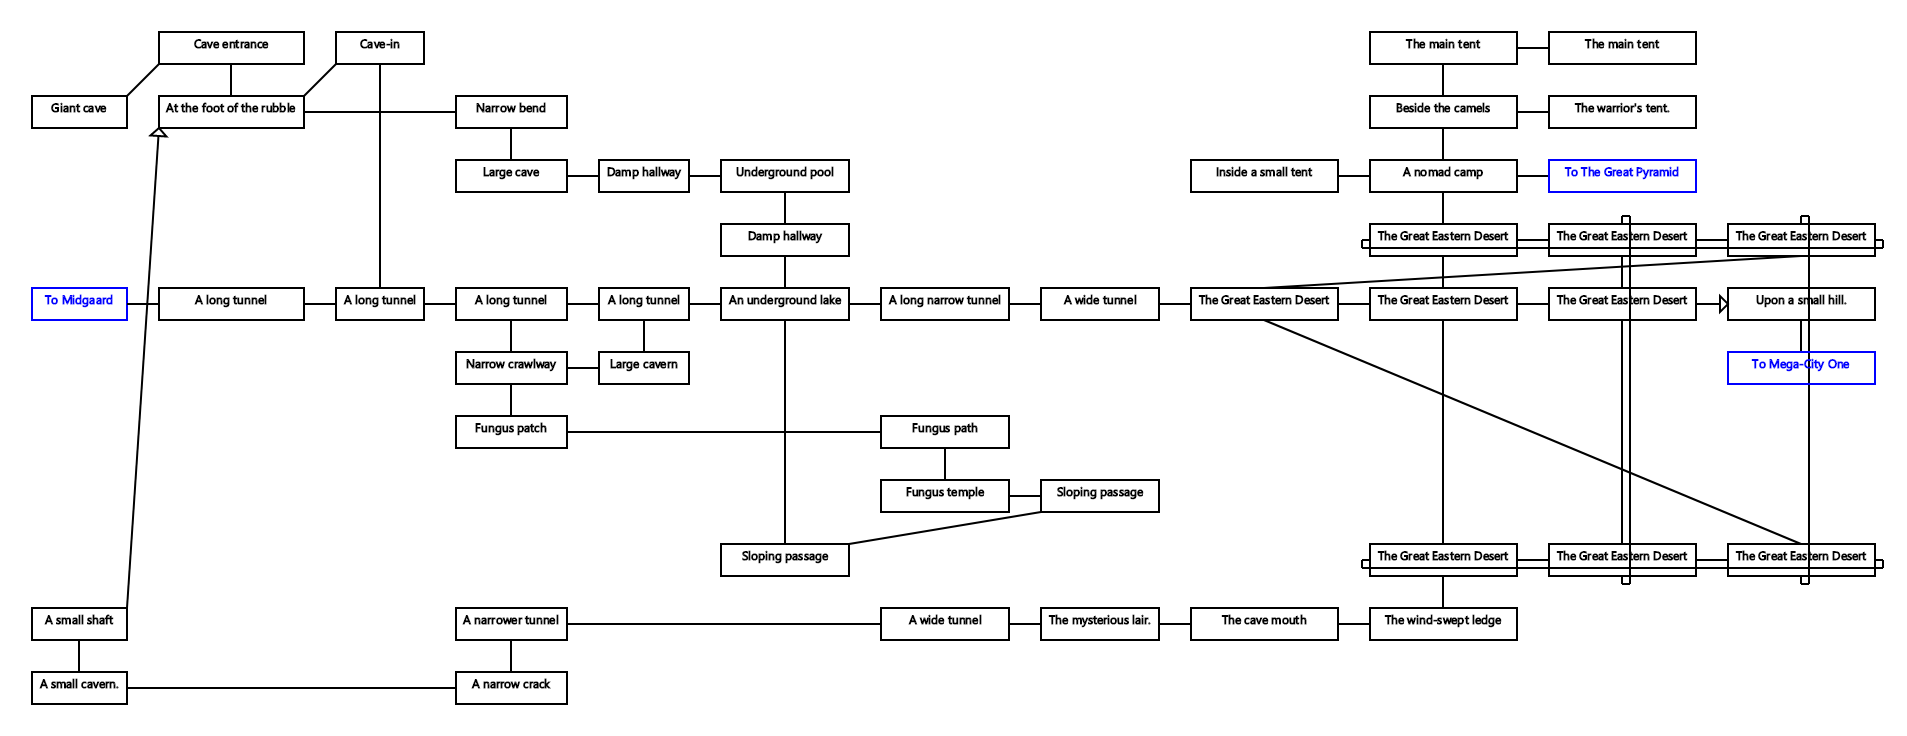 Cave entrance
Cave-in
The main tent
The main tent
Giant cave
At the foot of the rubble
Narrow bend
Beside the camels
The warrior's tent.
Large cave
Damp hallway
Underground pool
Inside a small tent
A nomad camp
To The Great Pyramid
Damp hallway
The Great Eastern Desert
The Great Eastern Desert
The Great Eastern Desert
To Midgaard
A long tunnel
A long tunnel
A long tunnel
A long tunnel
An underground lake
A long narrow tunnel
A wide tunnel
The Great Eastern Desert
The Great Eastern Desert
The Great Eastern Desert
Upon a small hill.
Narrow crawlway
Large cavern
To Mega-City One
Fungus patch
Fungus path
Fungus temple
Sloping passage
Sloping passage
The Great Eastern Desert
The Great Eastern Desert
The Great Eastern Desert
A small shaft
A narrower tunnel
A wide tunnel
The mysterious lair.
The cave mouth
The wind-swept ledge
A small cavern.
A narrow crack